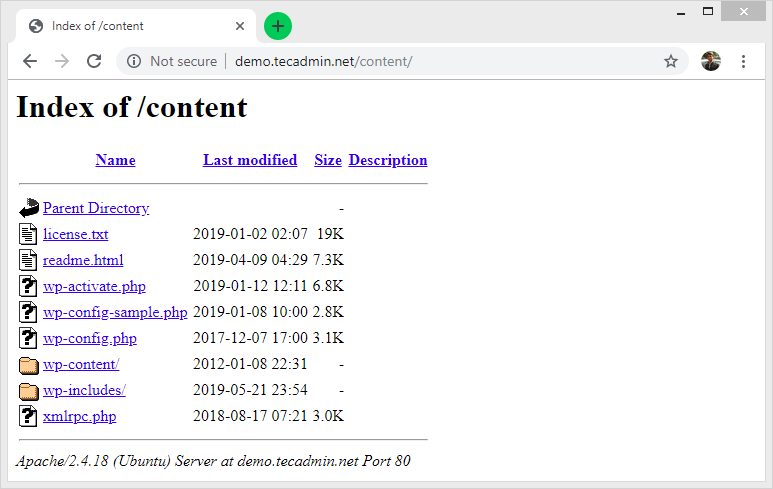 Index of /content
Not secure | demo.tecadmin.net/content/
Index of /content
Name Last modified Size Description
Parent Directory -
license.txt 2019-01-02 02:07 19K
readme.html 2019-04-09 04:29 7.3K
wp-activate.php 2019-01-12 12:11 6.8K
wp-config-sample.php 2019-01-08 10:00 2.8K
wp-config.php 2017-12-07 17:00 3.1K
wp-content/ 2012-01-08 22:31 -
wp-includes/ 2019-05-21 23:54 -
xmlrpc.php 2018-08-17 07:21 3.0K
Apache/2.4.18 (Ubuntu) Server at demo.tecadmin.net Port 80